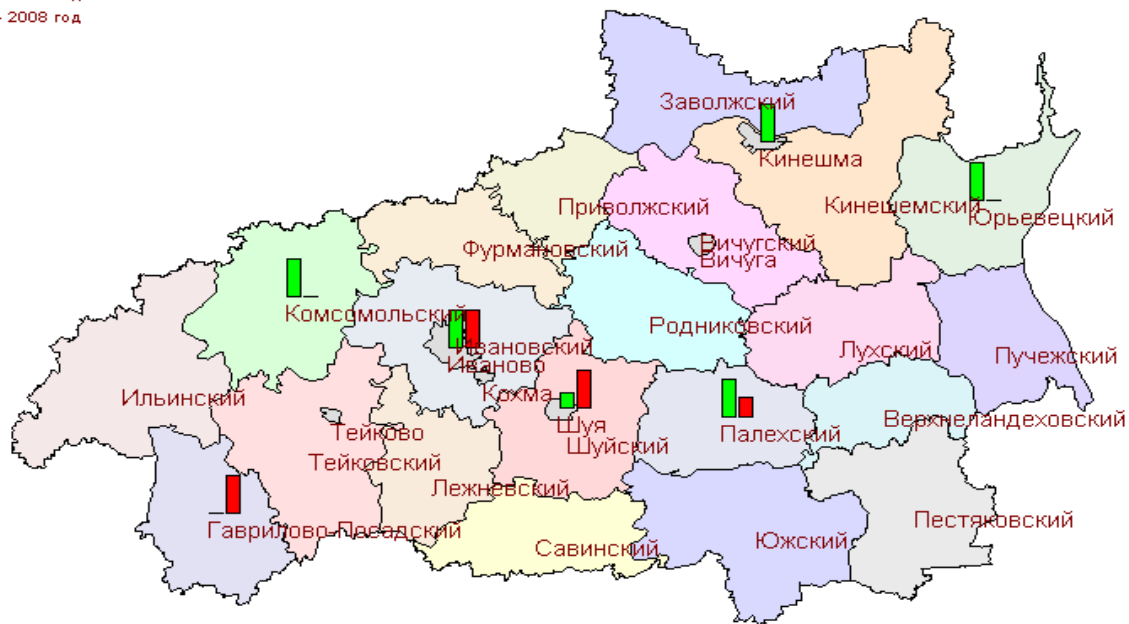 - 2008 год
Заволжский
Кинешма
Кинешемский
Юрьевецкий
Приволжский
Вичугский
Вичуга
Фурмановский
Комсомольский
Родниковский
Ивановский
Иваново
Лухский
Пучежский
Кохма
Ильинский
Шуя
Шуйский
Палехский
Верхнеландеховский
Тейково
Тейковский
Лежневский
Гаврилово-Посадский
Савинский
Южский
Пестяковский